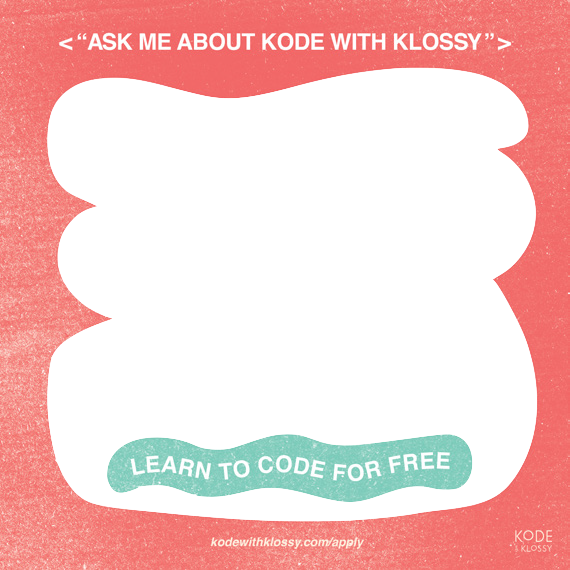 <“ASK ME ABOUT KODE WITH KLOSSY”>
LEARN TO CODE FOR FREE
kodewithklossy.com/apply
KODE
KLOSSY